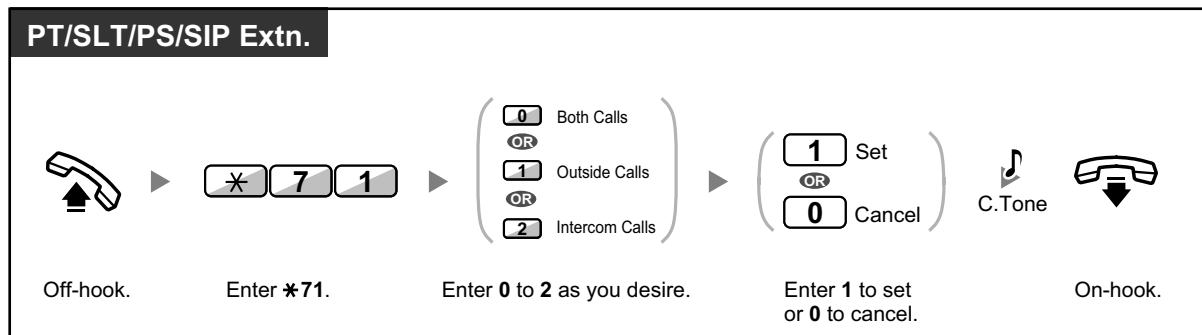 PT/SLT/PS/SIP Extn.
0 Both Calls
OR
1 Outside Calls
OR
2 Intercom Calls
* 7 1
1 Set
OR
0 Cancel
C.Tone
Off-hook.
Enter *71.
Enter 0 to 2 as you desire.
Enter 1 to set
or 0 to cancel.
On-hook.